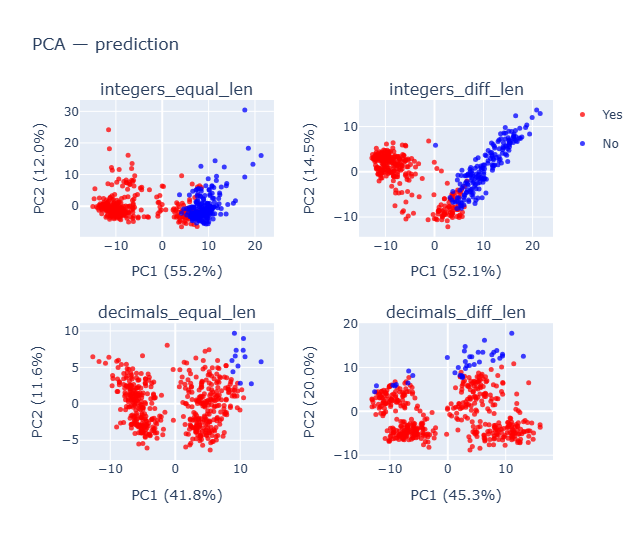 PCA — prediction
integers_equal_len
integers_diff_len
Yes
No
30
20
10
0
PC2 (12.0%)
−10
0
10
20
PC1 (55.2%)
10
0
−10
PC2 (14.5%)
−10
0
10
20
PC1 (52.1%)
decimals_equal_len
decimals_diff_len
10
5
0
−5
PC2 (11.6%)
−10
0
10
PC1 (41.8%)
20
10
0
−10
PC2 (20.0%)
−10
0
10
PC1 (45.3%)